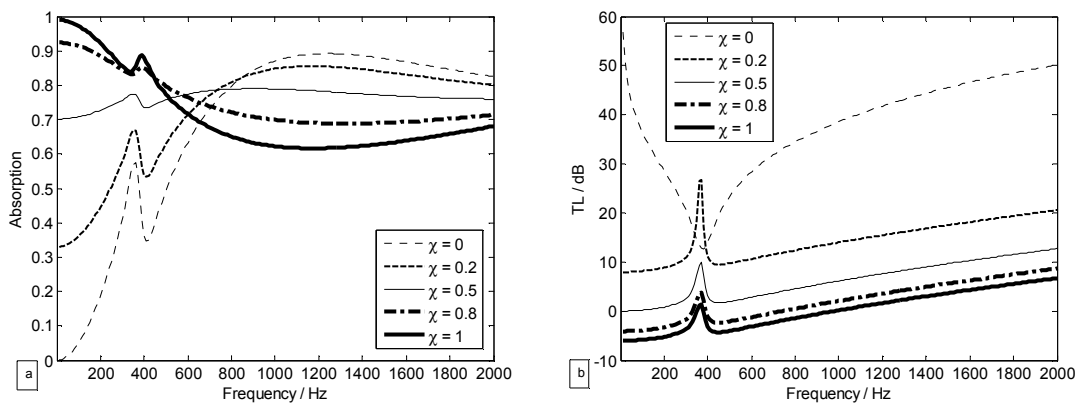 1
0.9
0.8
0.7
0.6
0.5
0.4
0.3
0.2
0.1
0
Absorption
χ = 0
χ = 0.2
χ = 0.5
χ = 0.8
χ = 1
200 400 600 800 1000 1200 1400 1600 1800 2000
Frequency / Hz
a
60
50
40
30
20
10
0
-10
TL / dB
χ = 0
χ = 0.2
χ = 0.5
χ = 0.8
χ = 1
200 400 600 800 1000 1200 1400 1600 1800 2000
Frequency / Hz
b